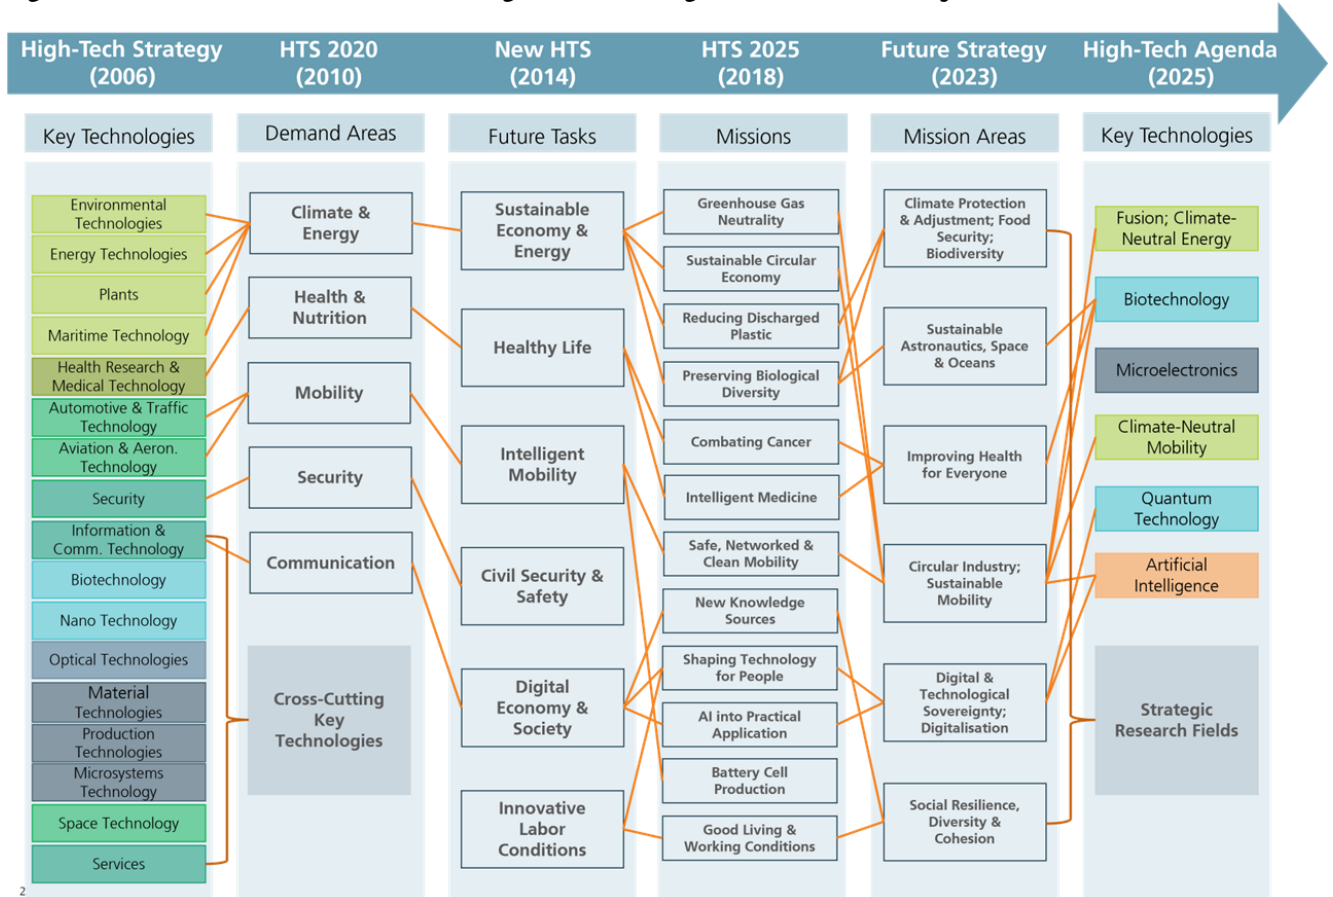 High-Tech Strategy
(2006)
HTS 2020
(2010)
New HTS
(2014)
HTS 2025
(2018)
Future Strategy
(2023)
High-Tech Agenda
(2025)
Key Technologies
Demand Areas
Future Tasks
Missions
Mission Areas
Key Technologies
Environmental
Technologies
Energy Technologies
Plants
Maritime Technology
Health Research &
Medical Technology
Automotive & Traffic
Technology
Aviation & Aeron.
Technology
Security
Information &
Comm. Technology
Biotechnology
Nano Technology
Optical Technologies
Material
Technologies
Production
Technologies
Microsystems
Technology
Space Technology
Services
Climate &
Energy
Health &
Nutrition
Mobility
Security
Communication
Cross-Cutting
Key
Technologies
Sustainable
Economy &
Energy
Healthy Life
Intelligent
Mobility
Civil Security &
Safety
Digital
Economy &
Society
Innovative
Labor
Conditions
Greenhouse Gas
Neutrality
Sustainable Circular
Economy
Reducing Discharged
Plastic
Preserving Biological
Diversity
Combating Cancer
Intelligent Medicine
Safe, Networked &
Clean Mobility
New Knowledge
Sources
Shaping Technology
for People
AI into Practical
Application
Battery Cell
Production
Good Living &
Working Conditions
Climate Protection
& Adjustment; Food
Security;
Biodiversity
Sustainable
Astronautics, Space
& Oceans
Improving Health
for Everyone
Circular Industry;
Sustainable
Mobility
Digital &
Technological
Sovereignty;
Digitalisation
Social Resilience,
Diversity &
Cohesion
Fusion; Climate-
Neutral Energy
Biotechnology
Microelectronics
Climate-Neutral
Mobility
Quantum
Technology
Artificial
Intelligence
Strategic
Research Fields
2